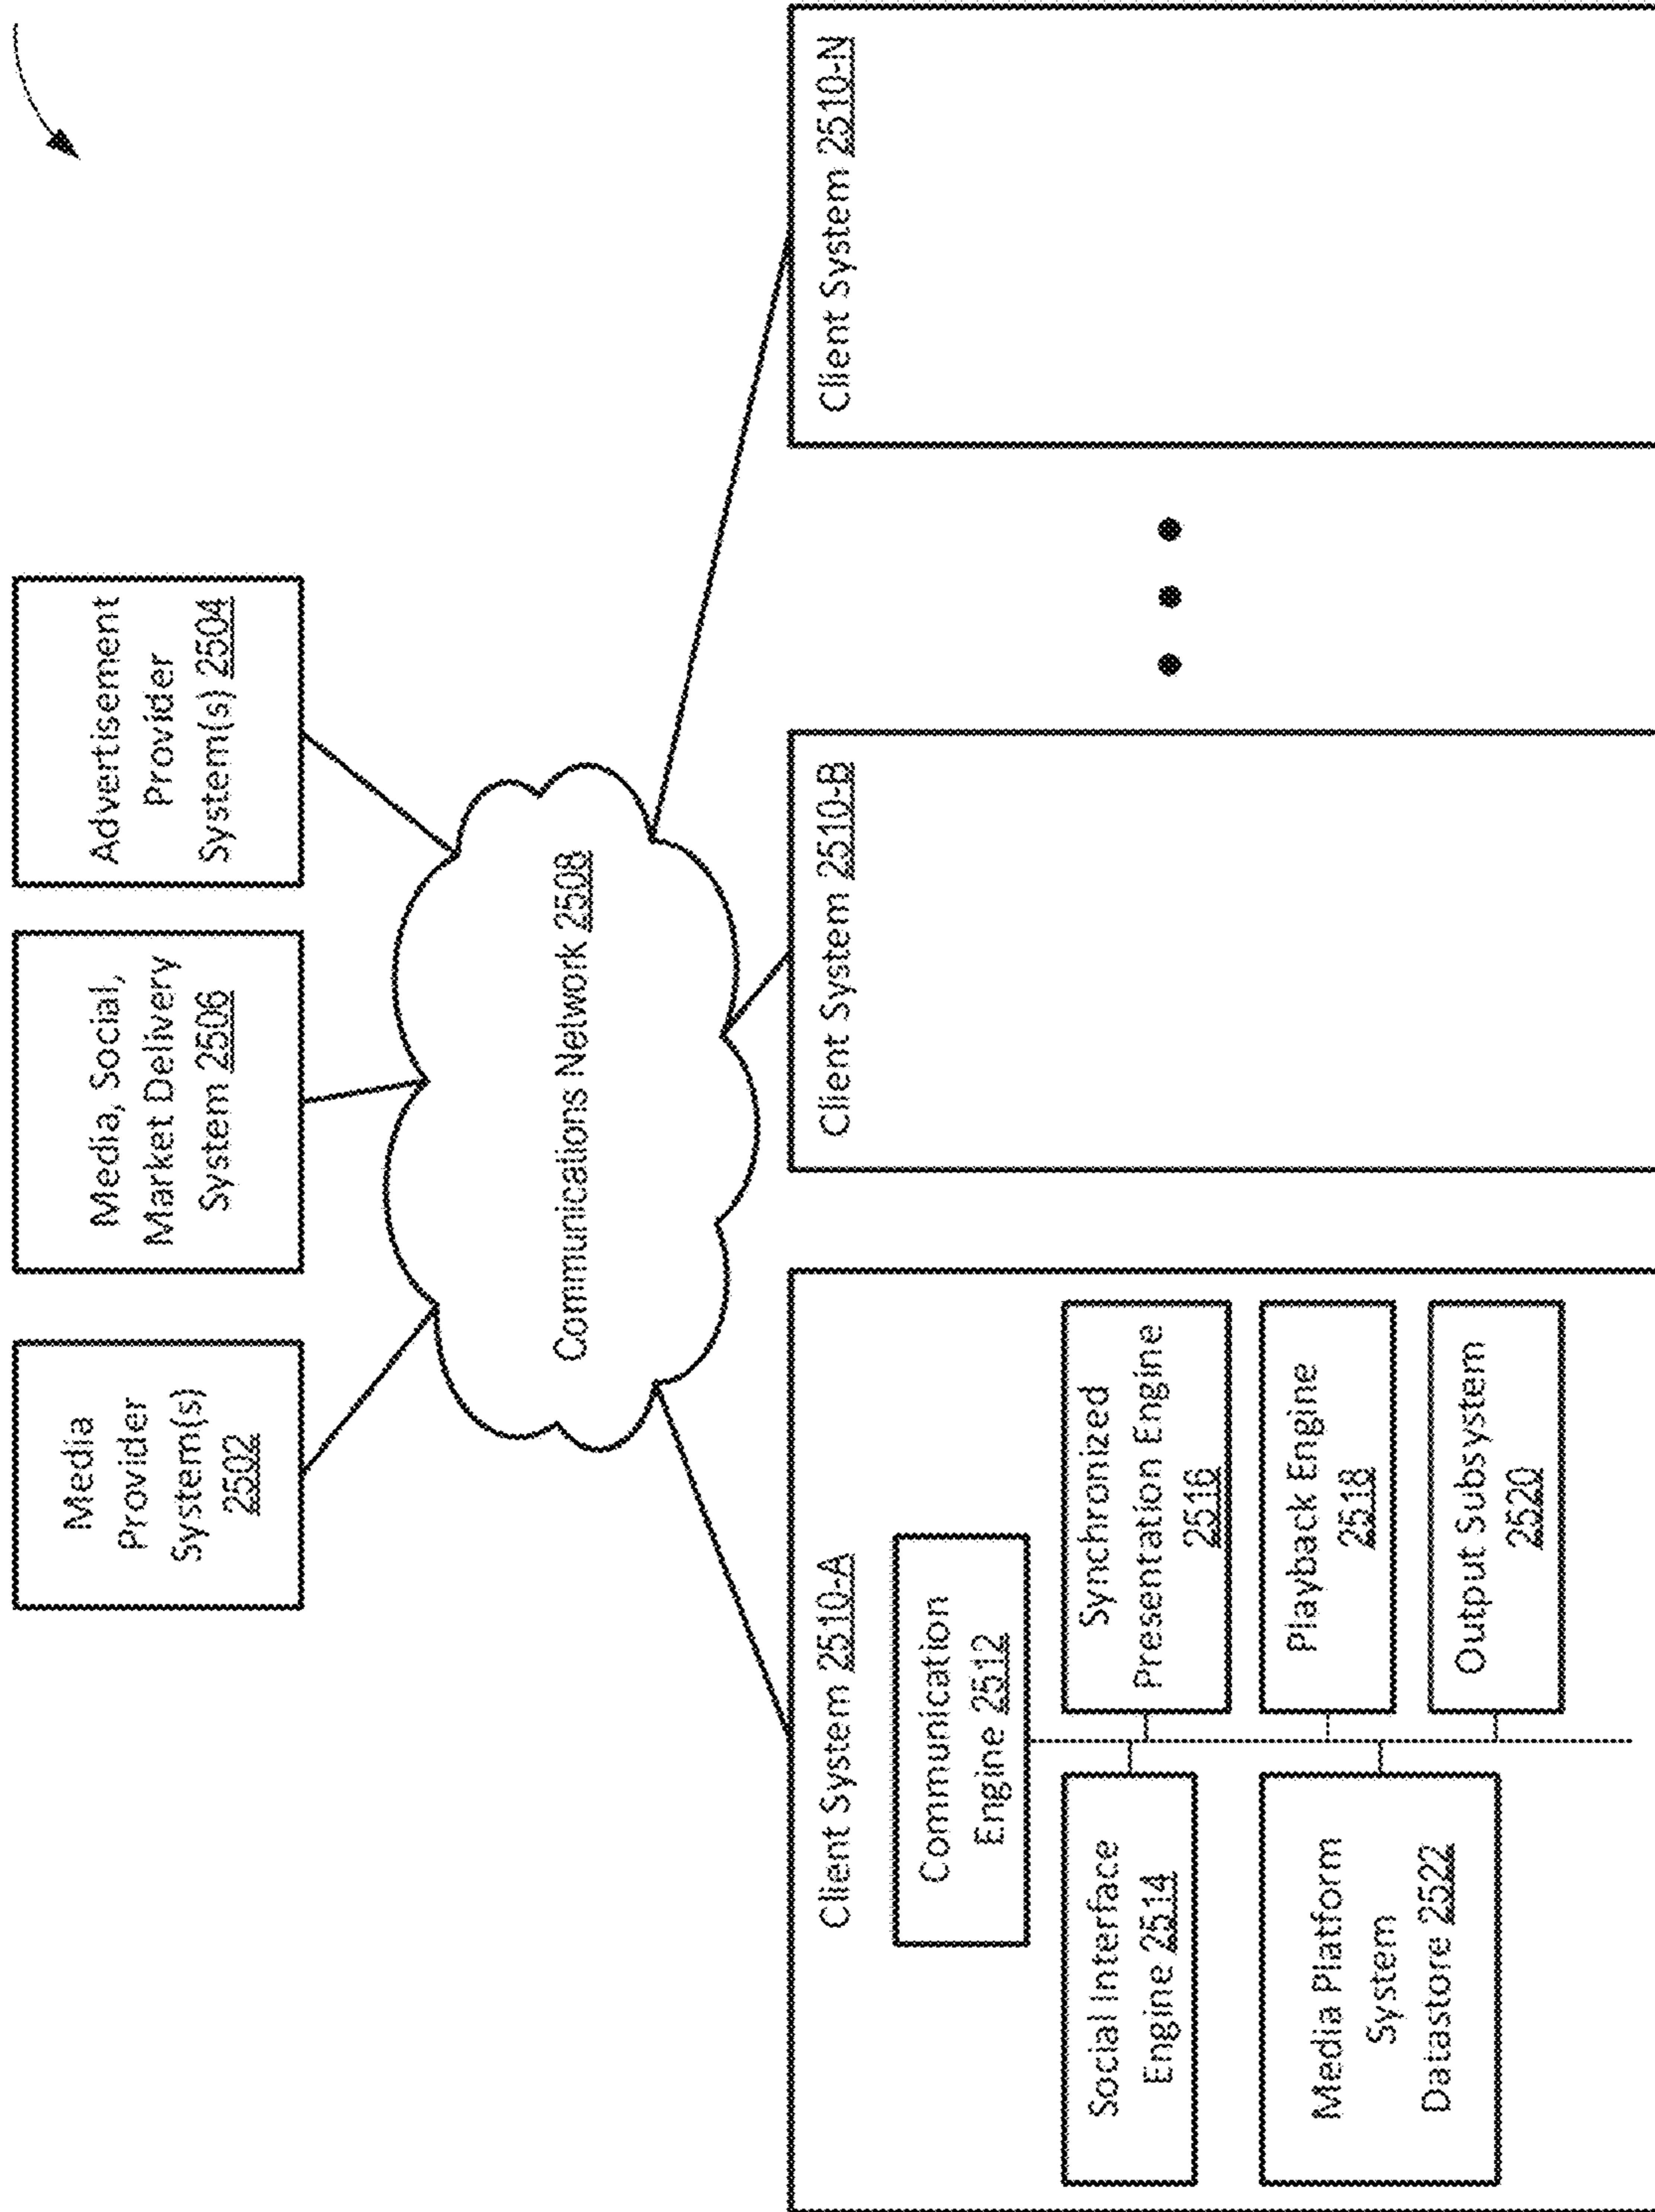 Media
Provider
System(s)
2502
Media, Social,
Market Delivery
System 2506
Advertisement
Provider
System(s) 2504
Communications Network 2508
Client System 2510-A
Communication
Engine 2512
Social Interface
Engine 2514
Synchronized
Presentation Engine
2516
Media Platform
System
Datastore 2522
Playback Engine
2518
Output Subsystem
2520
Client System 2510-B
Client System 2510-N